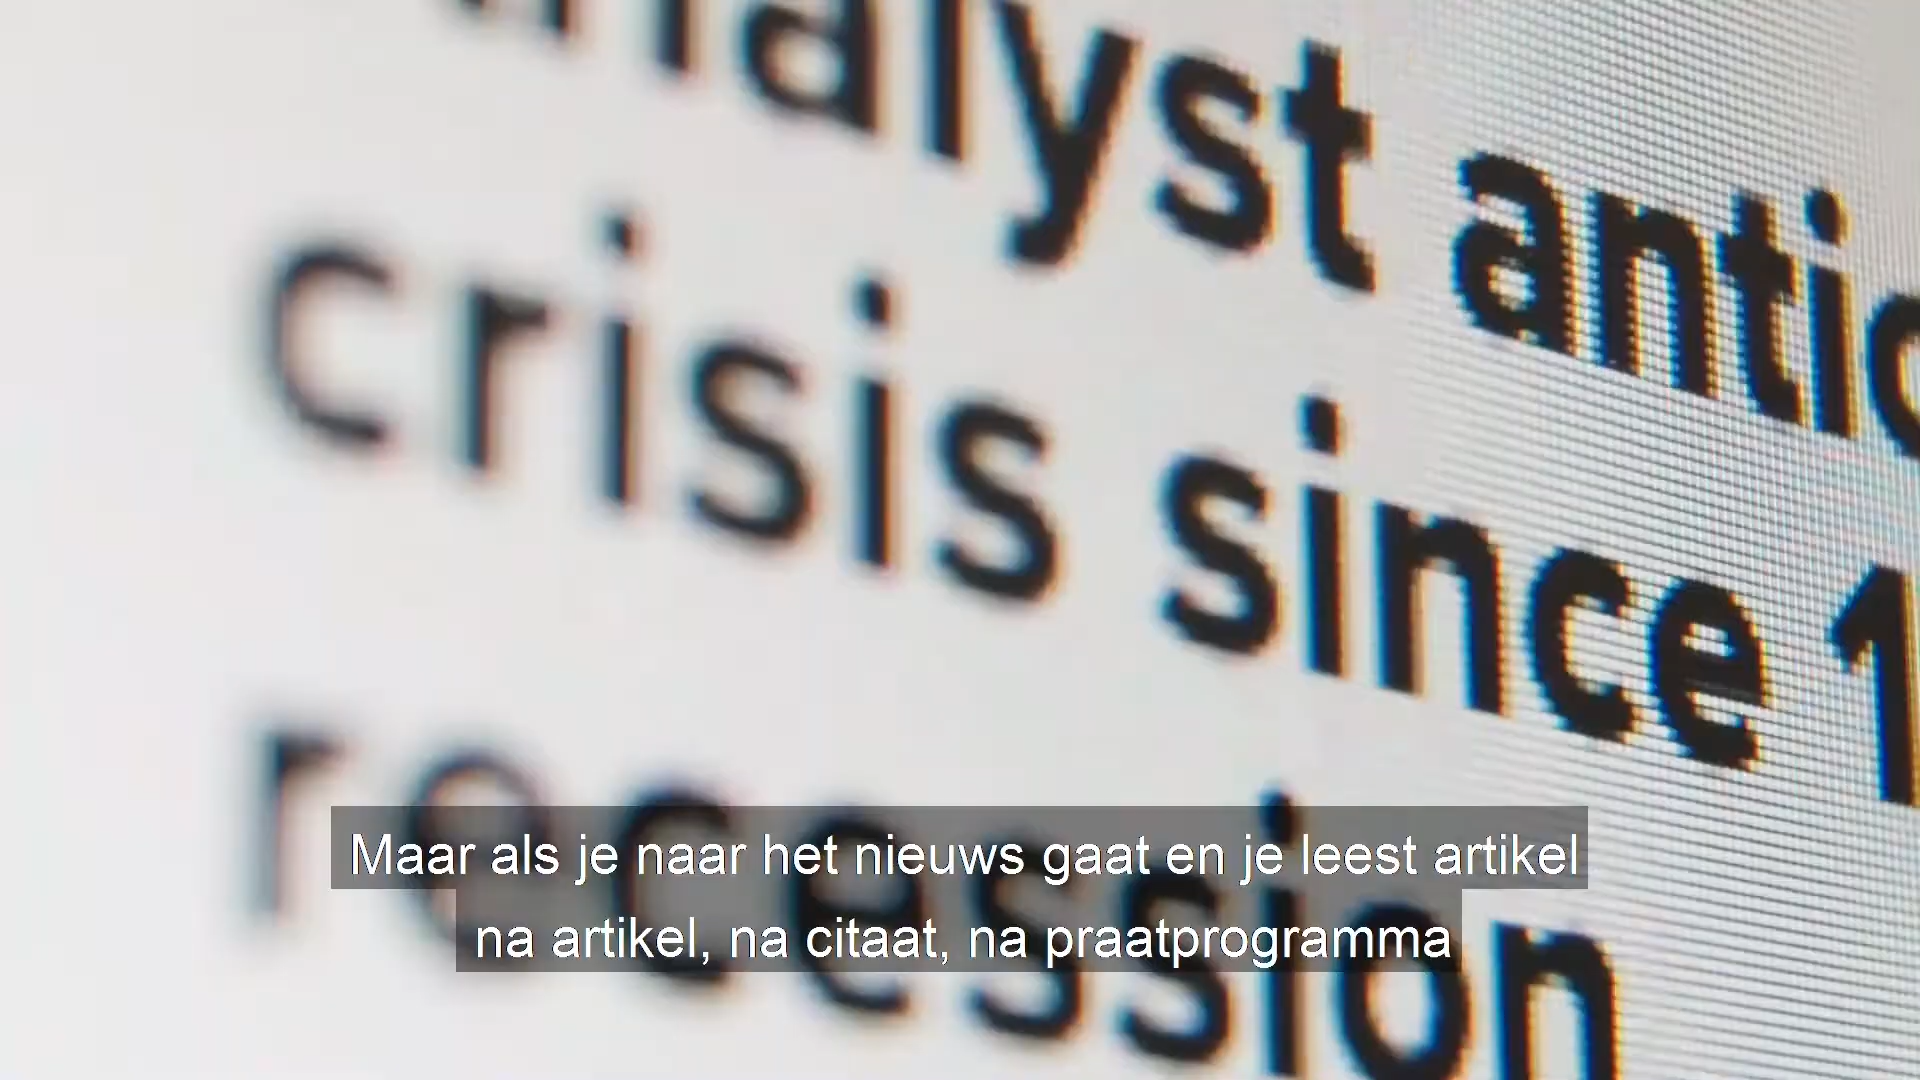 analyst antic
crisis since 1
recession
Maar als je naar het nieuws gaat en je leest artikel
na artikel, na citaat, na praatprogramma